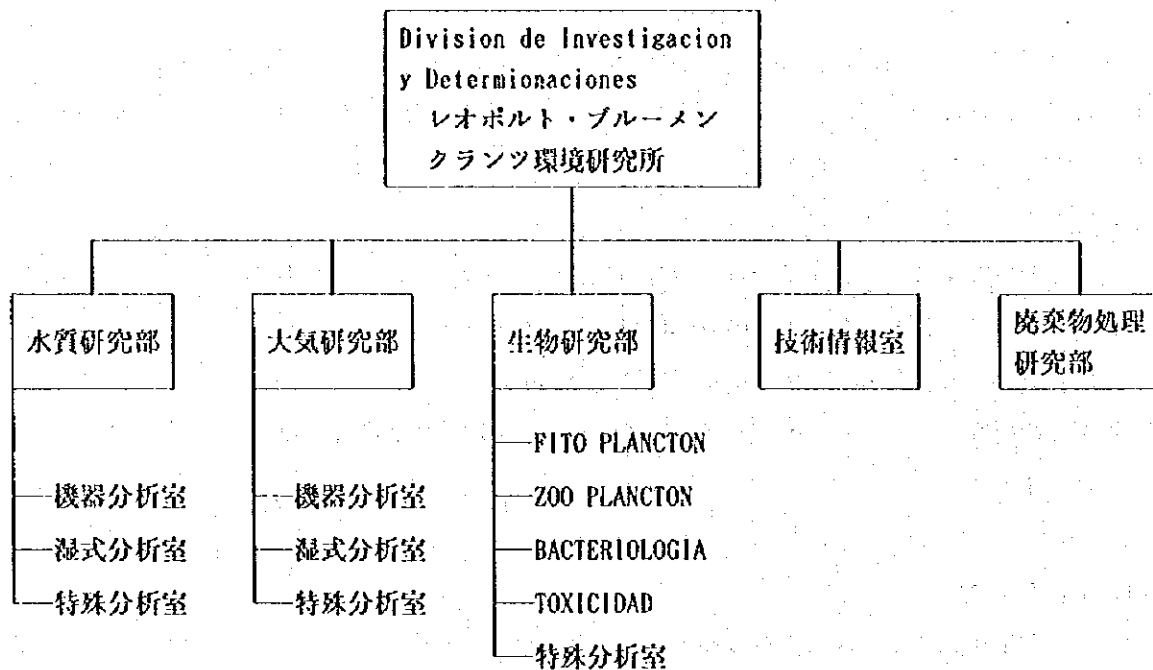 Division de Investigacion
y Determionaciones
レオポルト・ブルーメン
クランツ環境研究所
水質研究部
大気研究部
生物研究部
技術情報室
廃棄物処理
研究部
機器分析室
湿式分析室
特殊分析室
機器分析室
湿式分析室
特殊分析室
FITO PLANCTON
ZOO PLANCTON
BACTERIOLOGIA
TOXICIDAD
特殊分析室